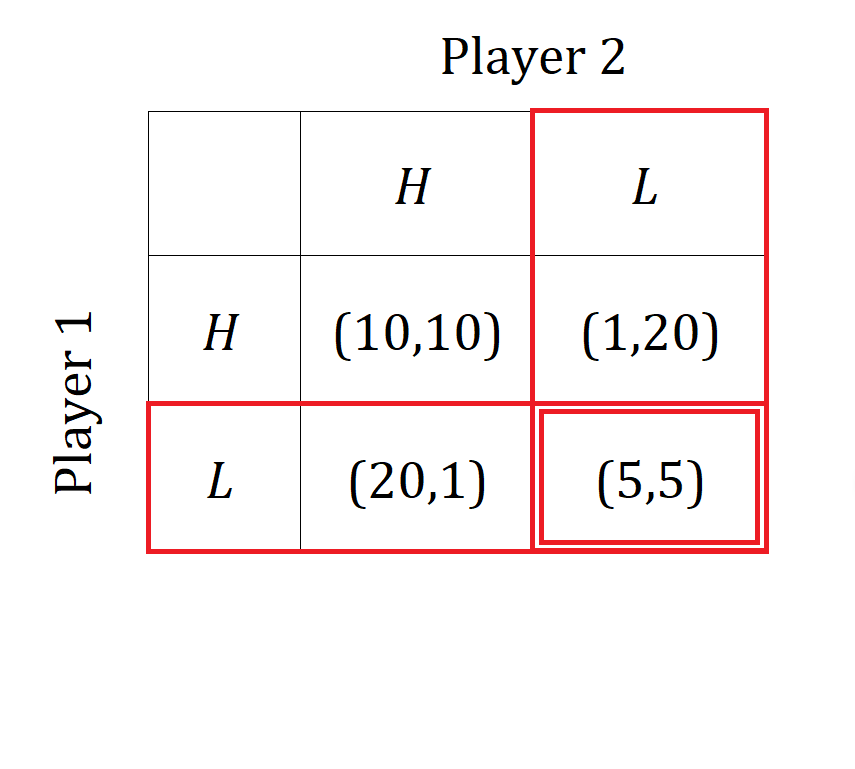 Player 2
H L
Player 1
H (10,10) (1,20)
L (20,1) (5,5)